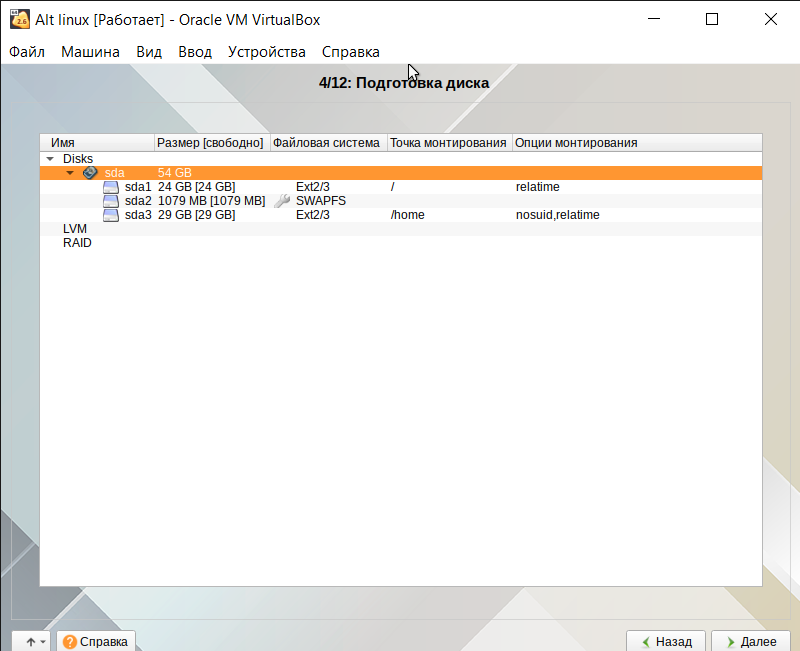 Alt linux [Работает] - Oracle VM VirtualBox
Файл Машина Вид Ввод Устройства Справка
4/12: Подготовка диска
Имя Размер [свободно] Файловая система Точка монтирования Опции монтирования
Disks
sda 54 GB
sda1 24 GB [24 GB] Ext2/3 / relatime
sda2 1079 MB [1079 MB] SWAPFS
sda3 29 GB [29 GB] Ext2/3 /home nosuid,relatime
LVM
RAID
Справка Назад Далее